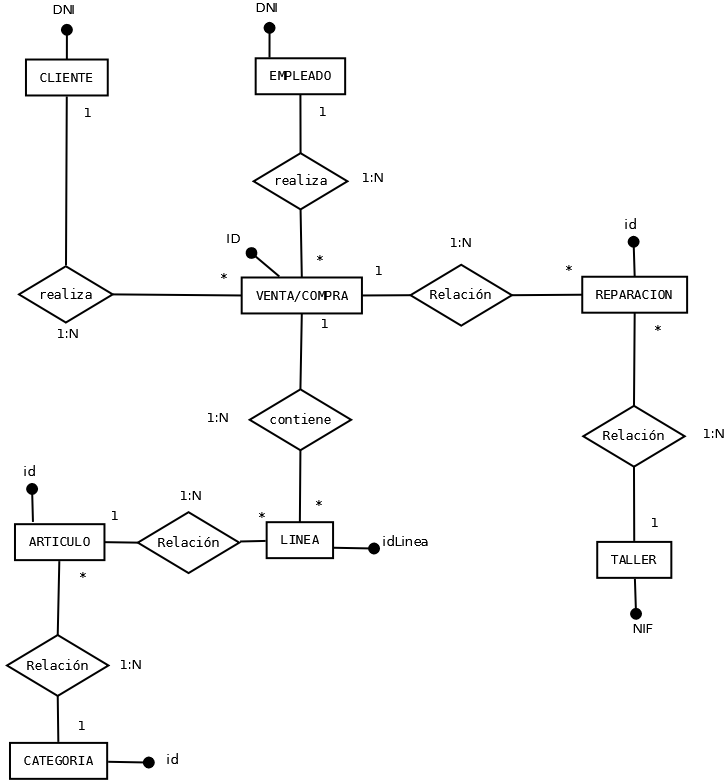 DNI
DNI
CLIENTE
EMPLEADO
1
1
realiza
1:N
id
ID
*
*
1
1:N
*
realiza
VENTA/COMPRA
Relación
REPARACION
1:N
1
*
1:N
contiene
Relación
1:N
id
1:N
1
*
*
1
ARTICULO
Relación
LINEA
idLinea
*
TALLER
NIF
Relación
1:N
1
CATEGORIA
id